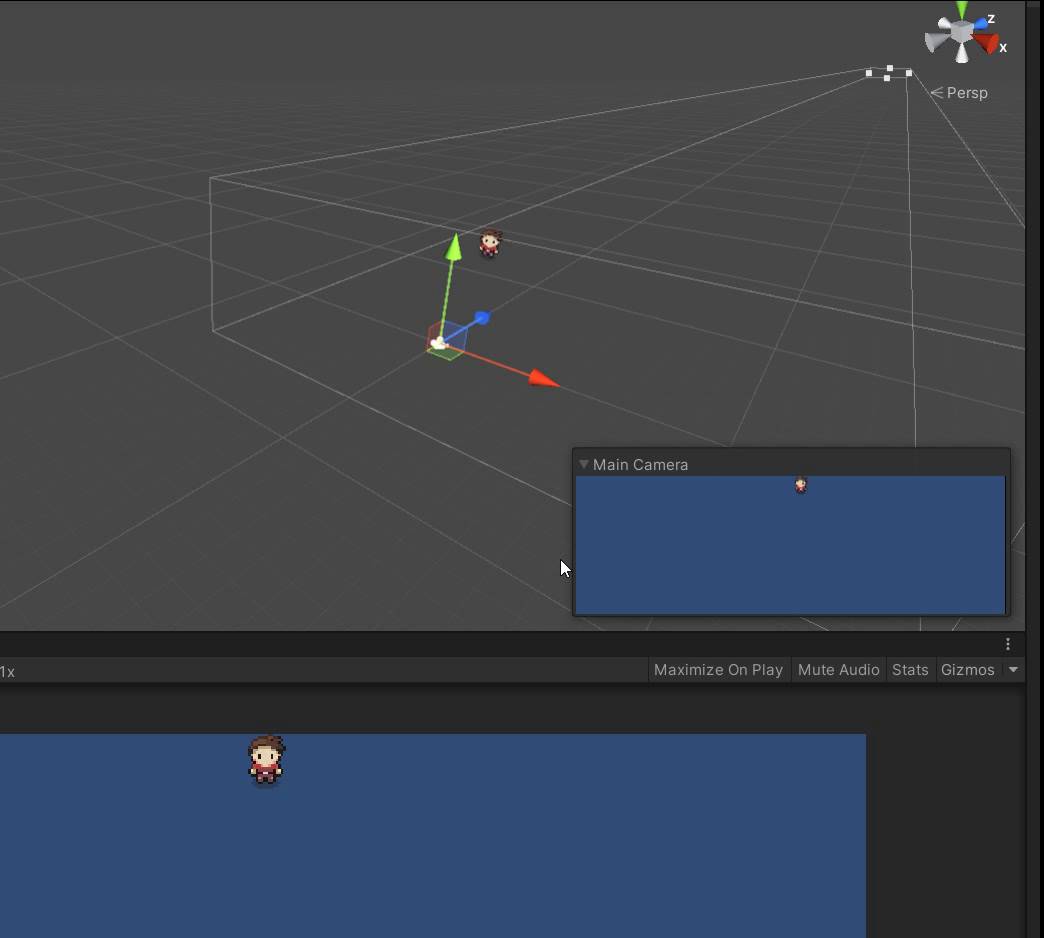 z
x
Persp
Main Camera
1x
Maximize On Play Mute Audio Stats Gizmos